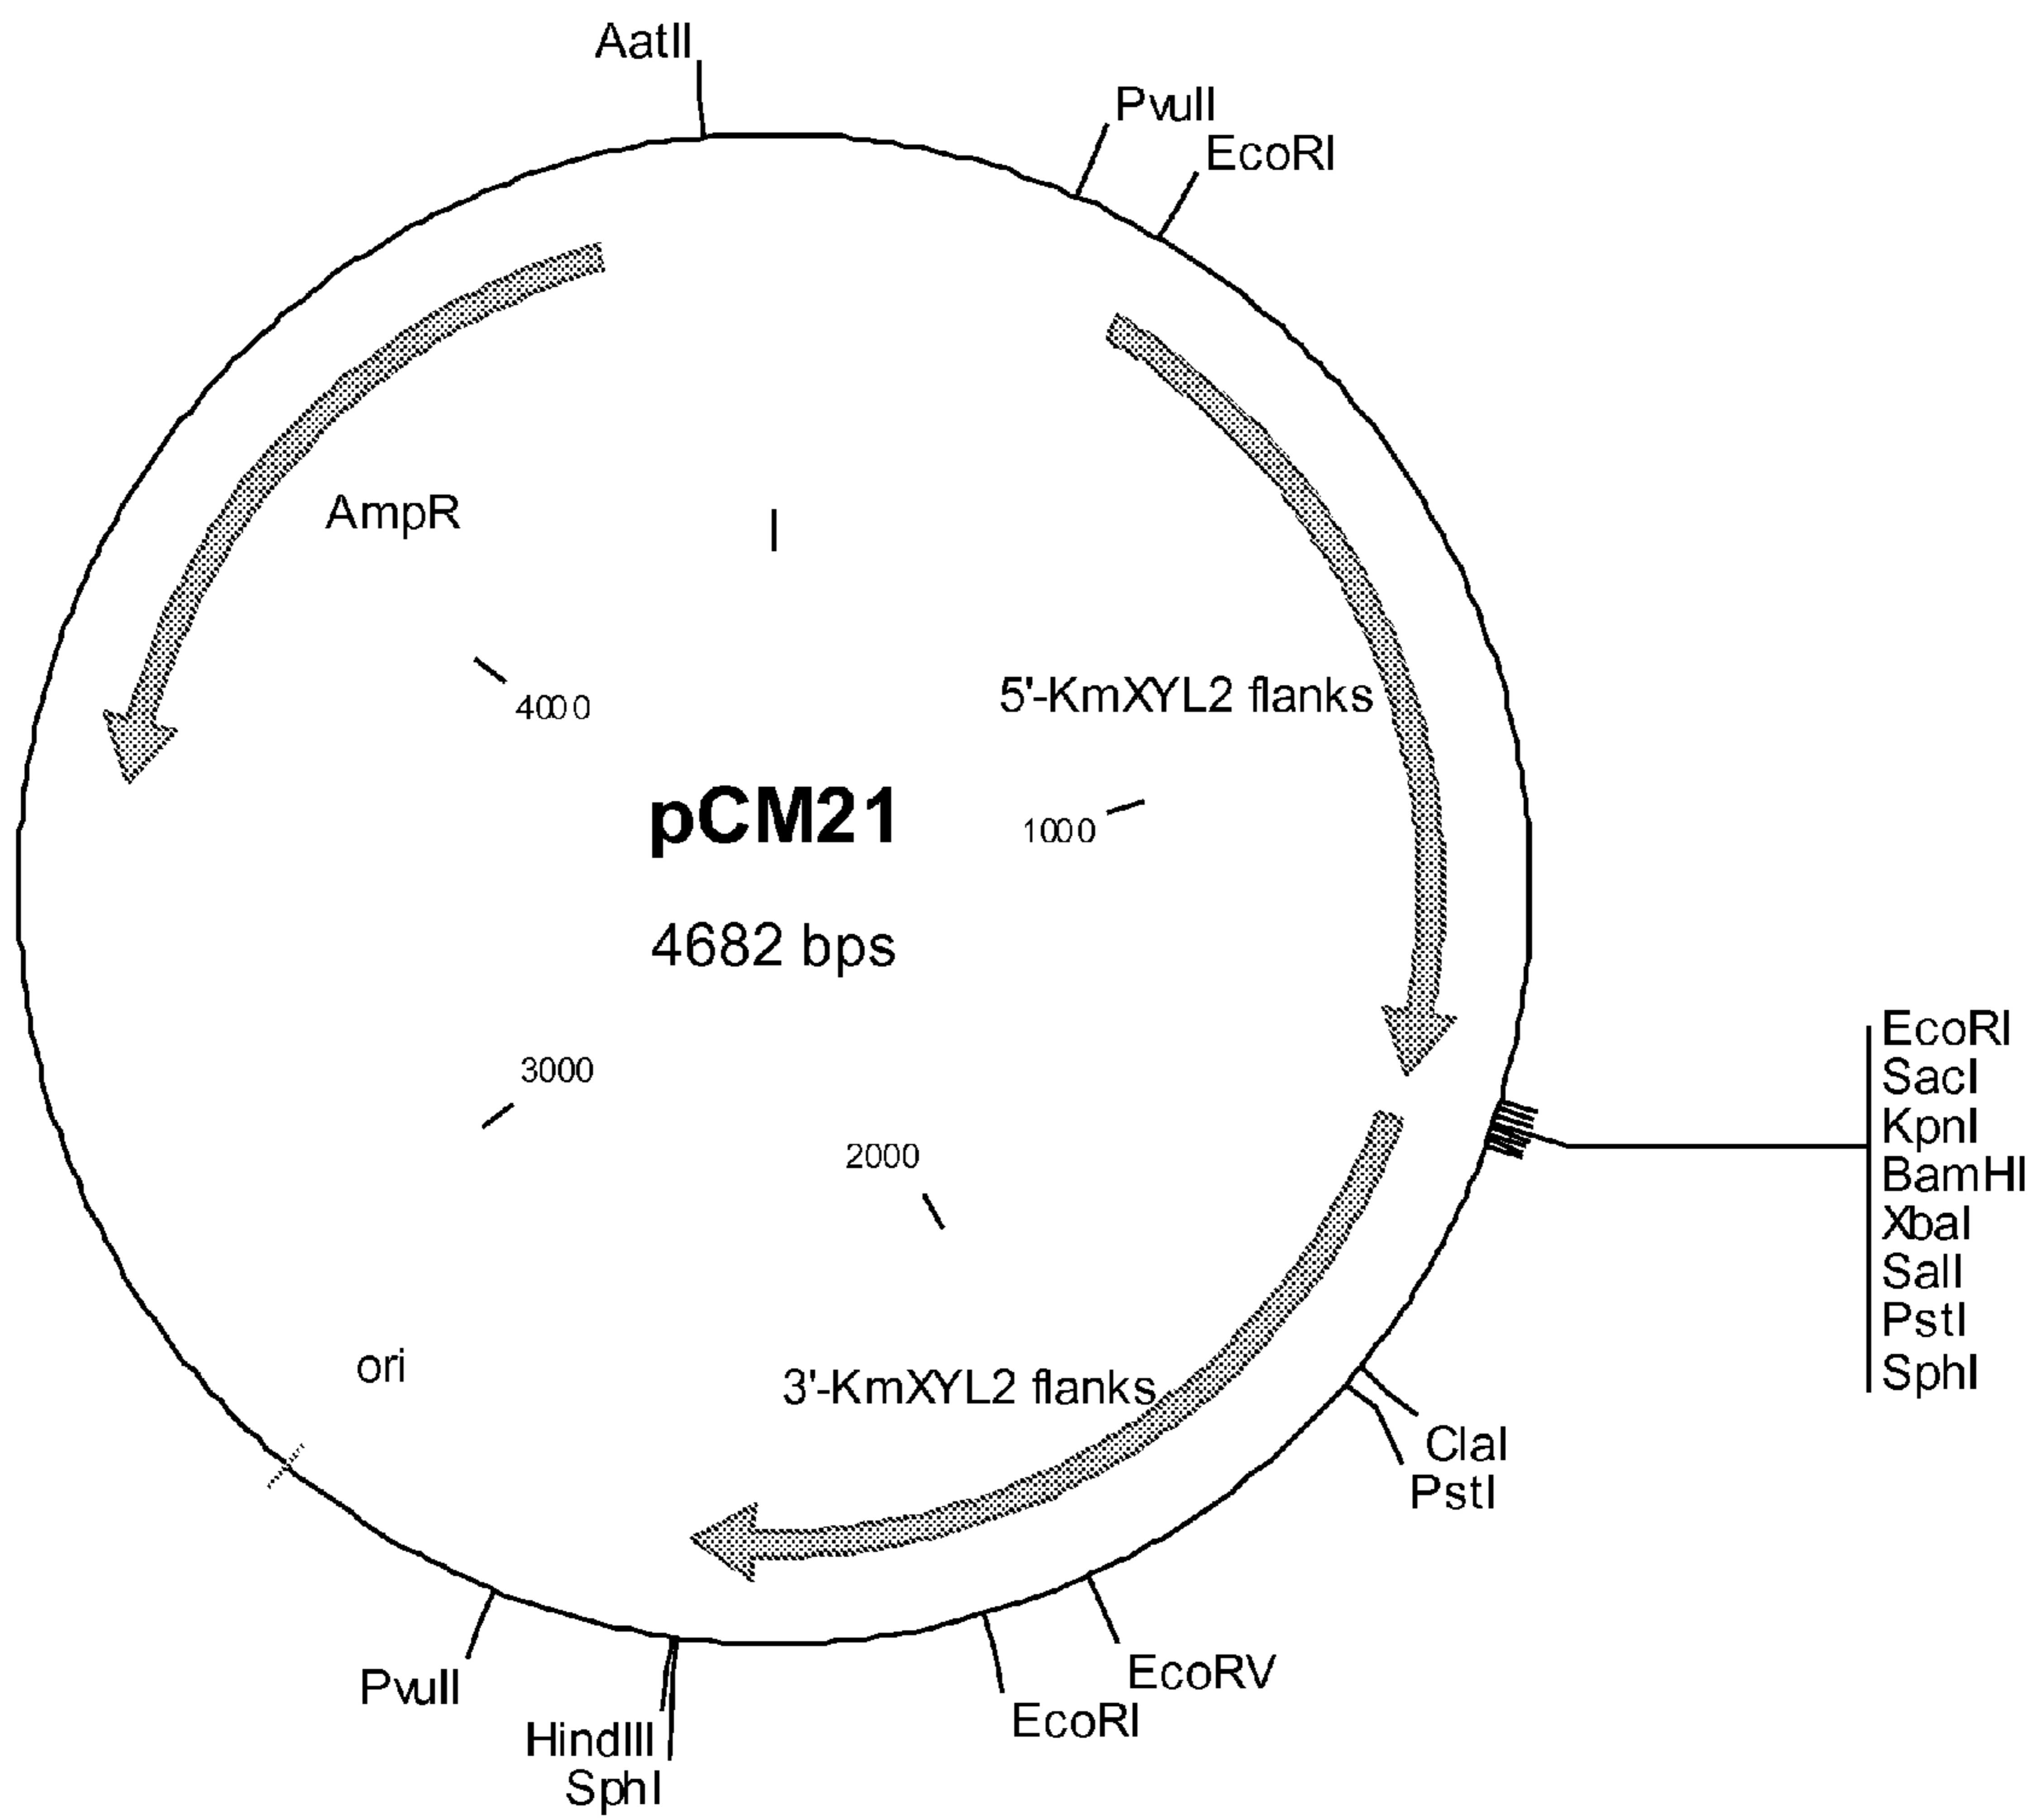 AatII
PvuII
EcoRI
AmpR
4000
5'-KmXYL2 flanks
pCM21
1000
4682 bps
EcoRI
SacI
KpnI
BamHI
XbaI
SalI
PstI
SphI
3000
2000
ori
3'-KmXYL2 flanks
ClaI
PstI
EcoRV
PvuII
EcoRI
HindIII
SphI